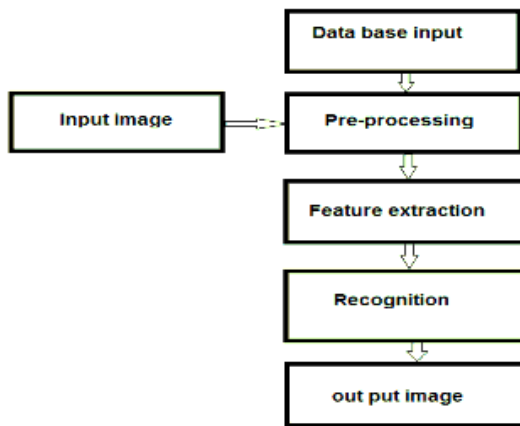 Data base input
Input image
Pre-processing
Feature extraction
Recognition
out put image